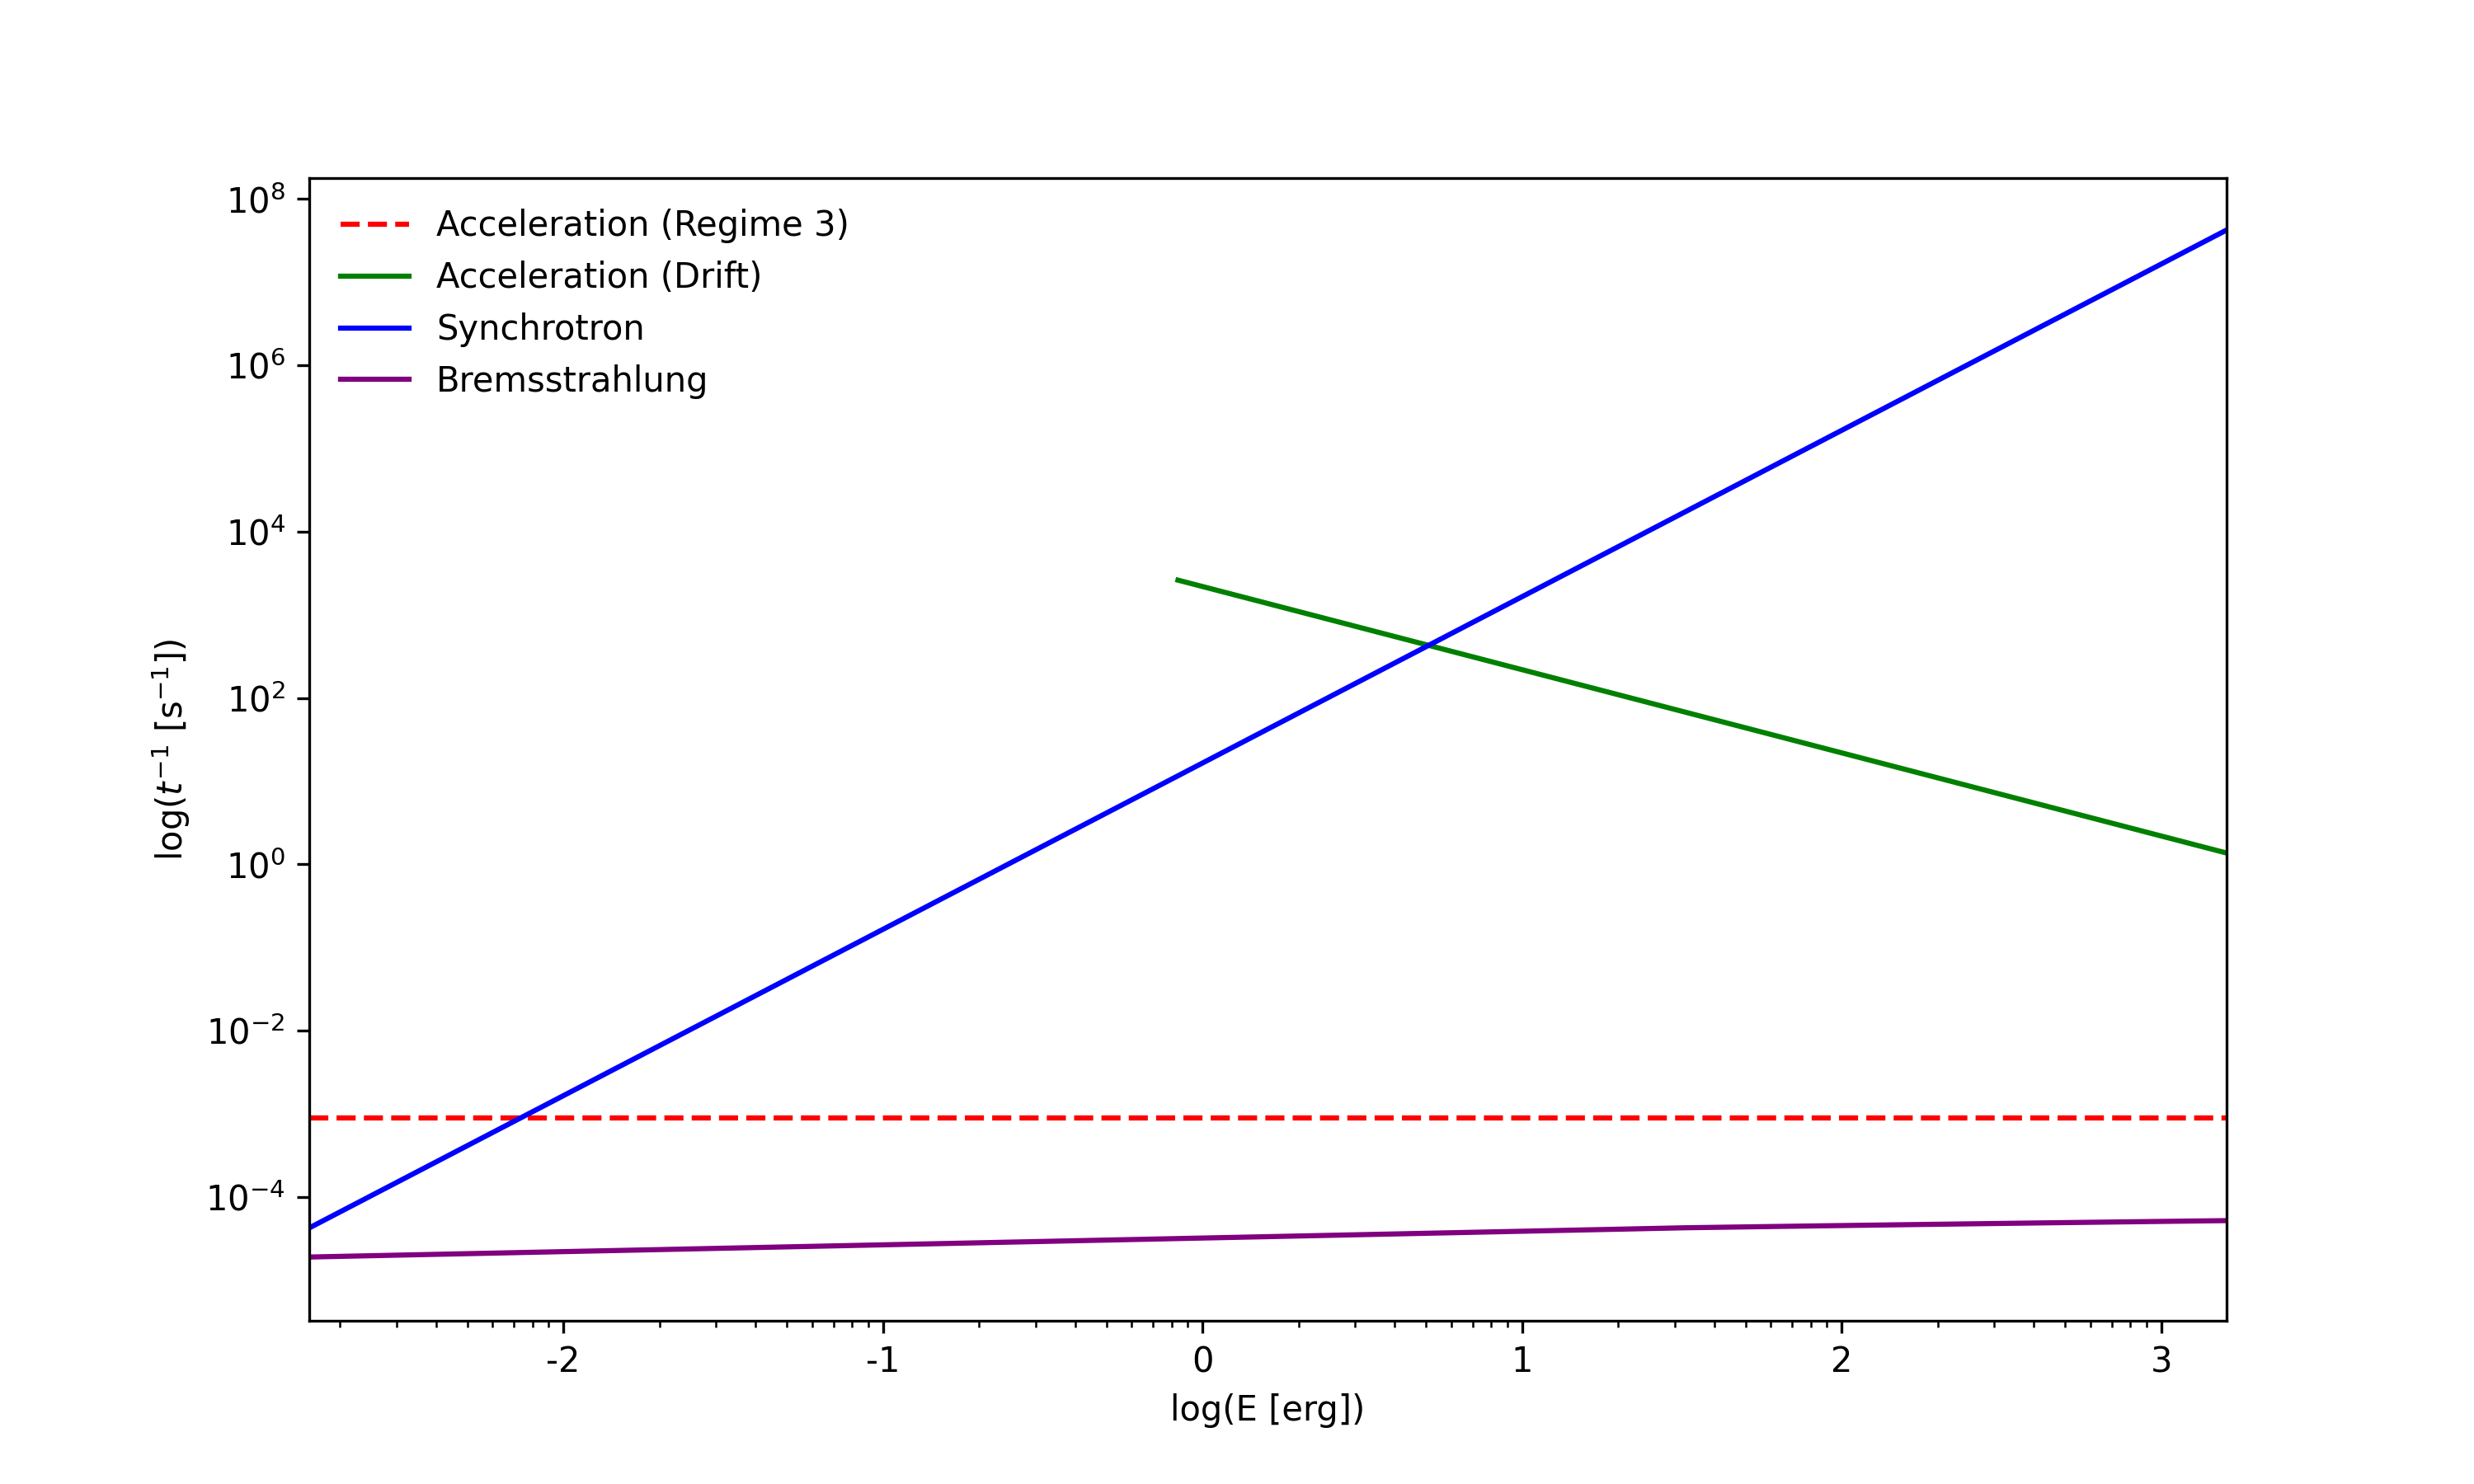 10⁸
10⁶
10⁴
10²
10⁰
10⁻²
10⁻⁴
log(t⁻¹ [s⁻¹])
Acceleration (Regime 3)
Acceleration (Drift)
Synchrotron
Bremsstrahlung
-2 -1 0 1 2 3
log(E [erg])